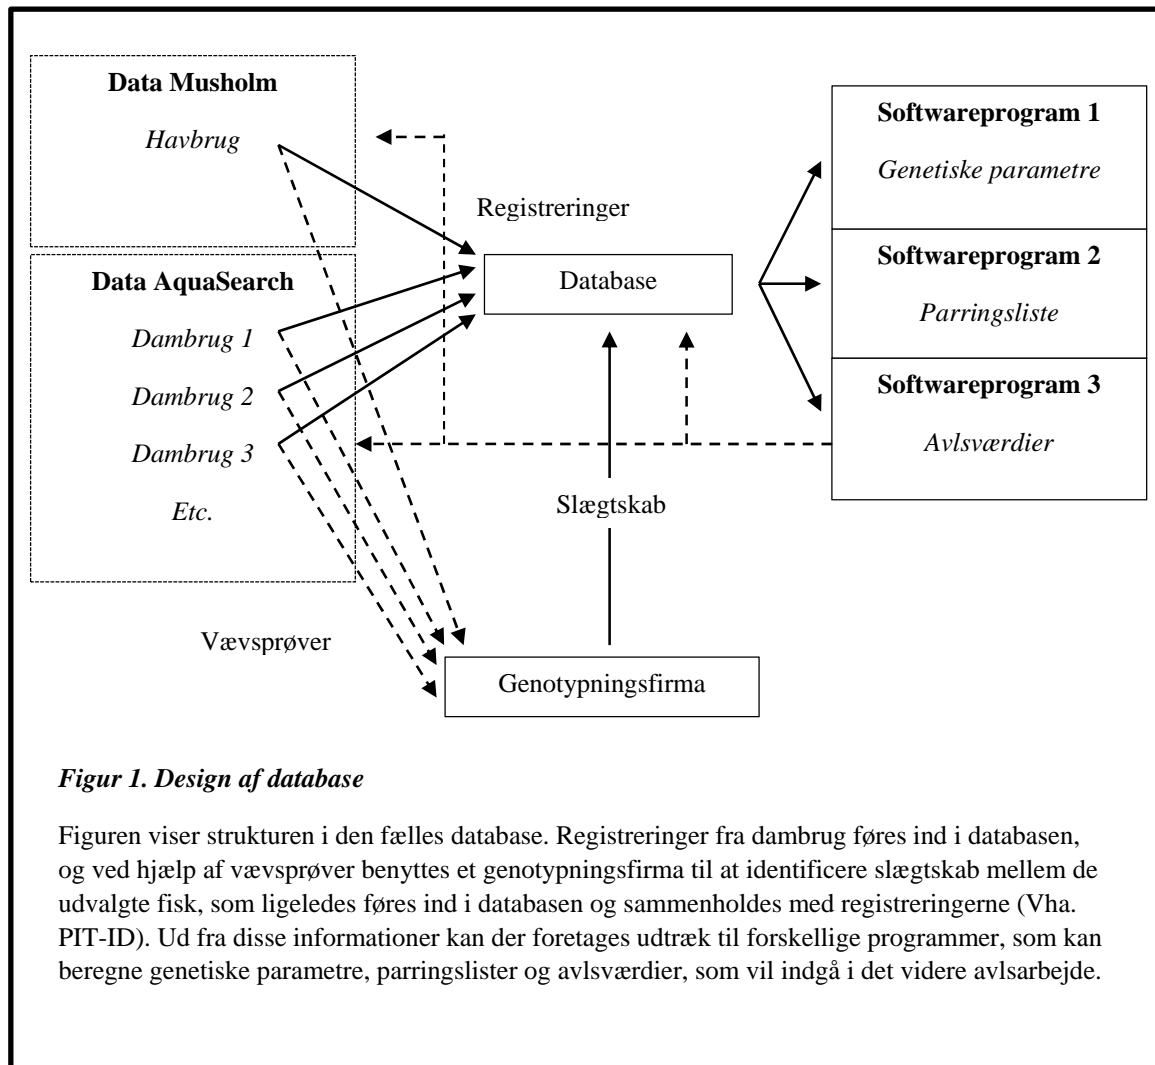 Data Musholm
Havbrug
Data AquaSearch
Dambrug 1
Dambrug 2
Dambrug 3
Etc.
Registreringer
Database
Slægtskab
Vævsprøver
Genotypningsfirma
Softwareprogram 1
Genetiske parametre
Softwareprogram 2
Parringsliste
Softwareprogram 3
Avlsværdier
Figur 1. Design af database
Figuren viser strukturen i den fælles database. Registreringer fra dambrug føres ind i databasen,
og ved hjælp af vævsprøver benyttes et genotypningsfirma til at identificere slægtskab mellem de
udvalgte fisk, som ligeledes føres ind i databasen og sammenholdes med registreringerne (Vha.
PIT-ID). Ud fra disse informationer kan der foretages udtræk til forskellige programmer, som kan
beregne genetiske parametre, parringslister og avlsværdier, som vil indgå i det videre avlsarbejde.